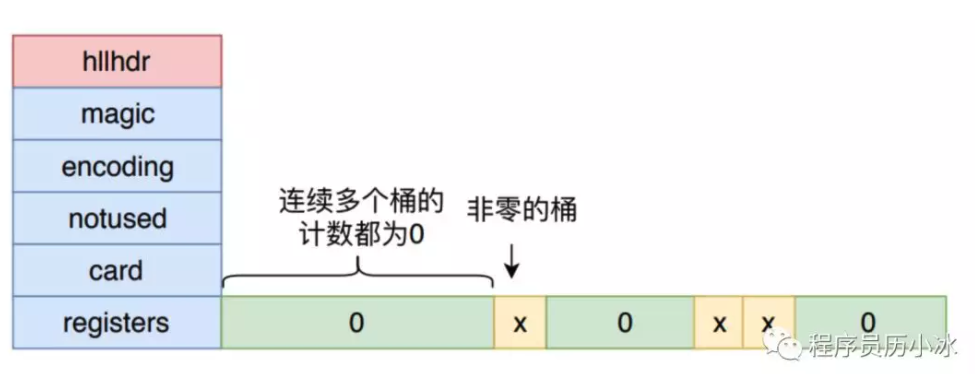 hllhdr
magic
encoding
notused
card
registers
连续多个桶的
计数都为0
非零的桶
0
x
0
x
x
0
程序员历小冰